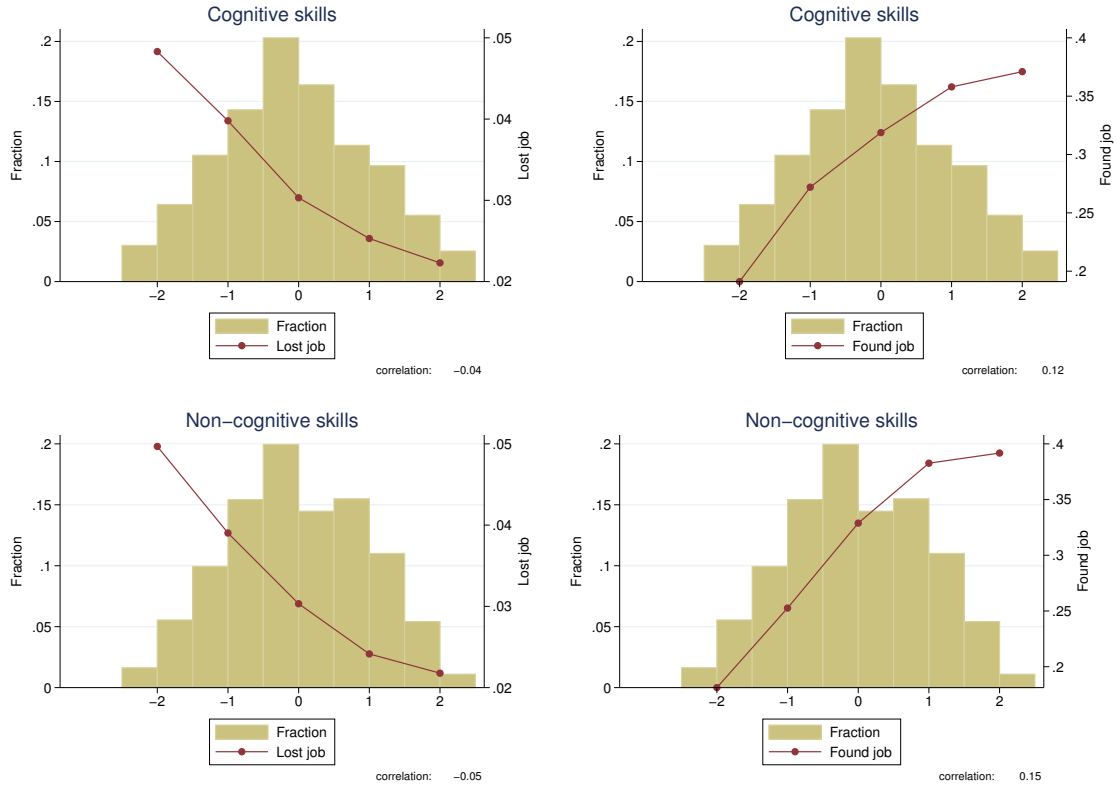 Cognitive skills
.2
.15
.1
.05
0
Fraction
.05
.04
.03
.02
Lost job
−2 −1 0 1 2
Fraction
Lost job
correlation: −0.04
Cognitive skills
.2
.15
.1
.05
0
Fraction
.4
.35
.3
.25
.2
Found job
−2 −1 0 1 2
Fraction
Found job
correlation: 0.12
Non−cognitive skills
.2
.15
.1
.05
0
Fraction
.05
.04
.03
.02
Lost job
−2 −1 0 1 2
Fraction
Lost job
correlation: −0.05
Non−cognitive skills
.2
.15
.1
.05
0
Fraction
.4
.35
.3
.25
.2
Found job
−2 −1 0 1 2
Fraction
Found job
correlation: 0.15